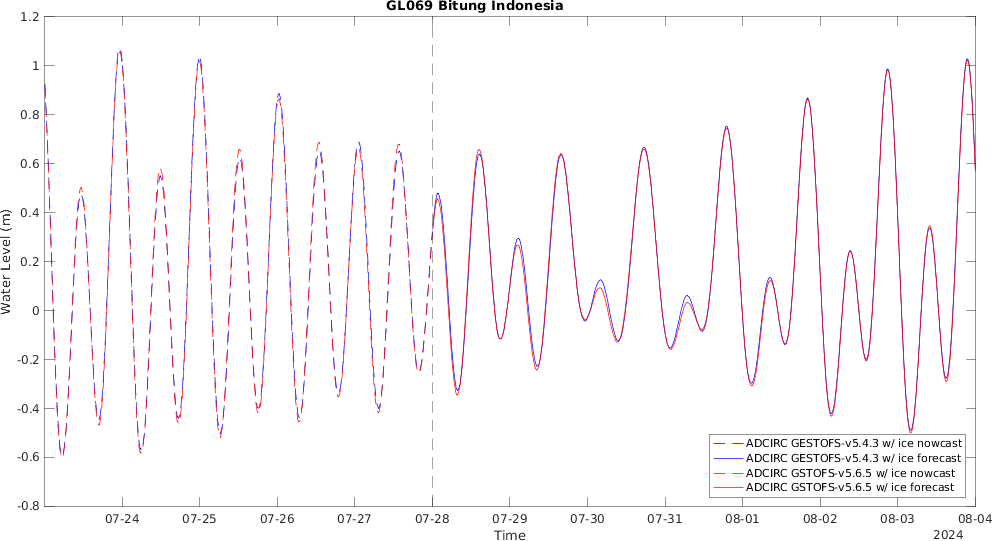 GL069 Bitung Indonesia
1.2
1
0.8
0.6
0.4
0.2
0
-0.2
-0.4
-0.6
-0.8
Water Level (m)
ADCIRC GESTOFS-v5.4.3 w/ ice nowcast
ADCIRC GESTOFS-v5.4.3 w/ ice forecast
ADCIRC GSTOFS-v5.6.5 w/ ice nowcast
ADCIRC GSTOFS-v5.6.5 w/ ice forecast
07-24 07-25 07-26 07-27 07-28 07-29 07-30 07-31 08-01 08-02 08-03 08-04
Time
2024